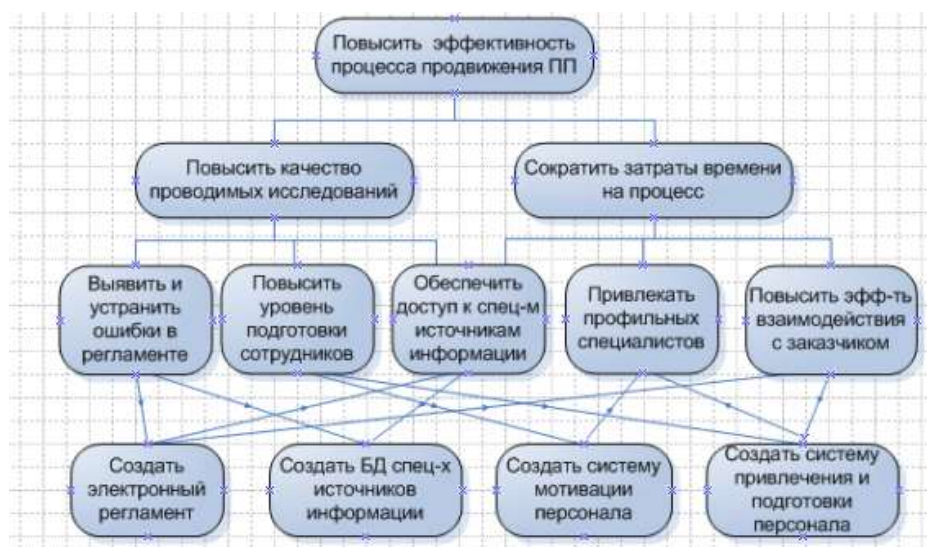 Повысить эффективность
процесса продвижения ПП
Повысить качество
проводимых исследований
Сократить затраты времени
на процесс
Выявить и
устранить
ошибки в
регламенте
Повысить
уровень
подготовки
сотрудников
Обеспечить
доступ к спец-м
источникам
информации
Привлекать
профильных
специалистов
Повысить эфф-ть
взаимодействия
с заказчиком
Создать
электронный
регламент
Создать БД спец-х
источников
информации
Создать систему
мотивации
персонала
Создать систему
привлечения и
подготовки
персонала